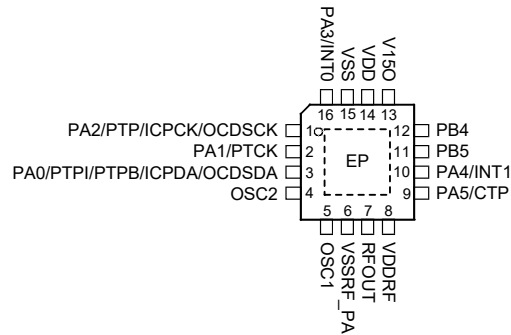 PA3/INT0
VSS
VDD
V15O
16 15 14 13
PA2/PTP/ICPCK/OCDSCK 1 12 PB4
PA1/PTCK 2 11 PB5
PA0/PTPI/PTPB/ICPDA/OCDSDA 3 EP 10 PA4/INT1
OSC2 4 9 PA5/CTP
5 6 7 8
OSC1
VSSRF_PA
RFOUT
VDDRF